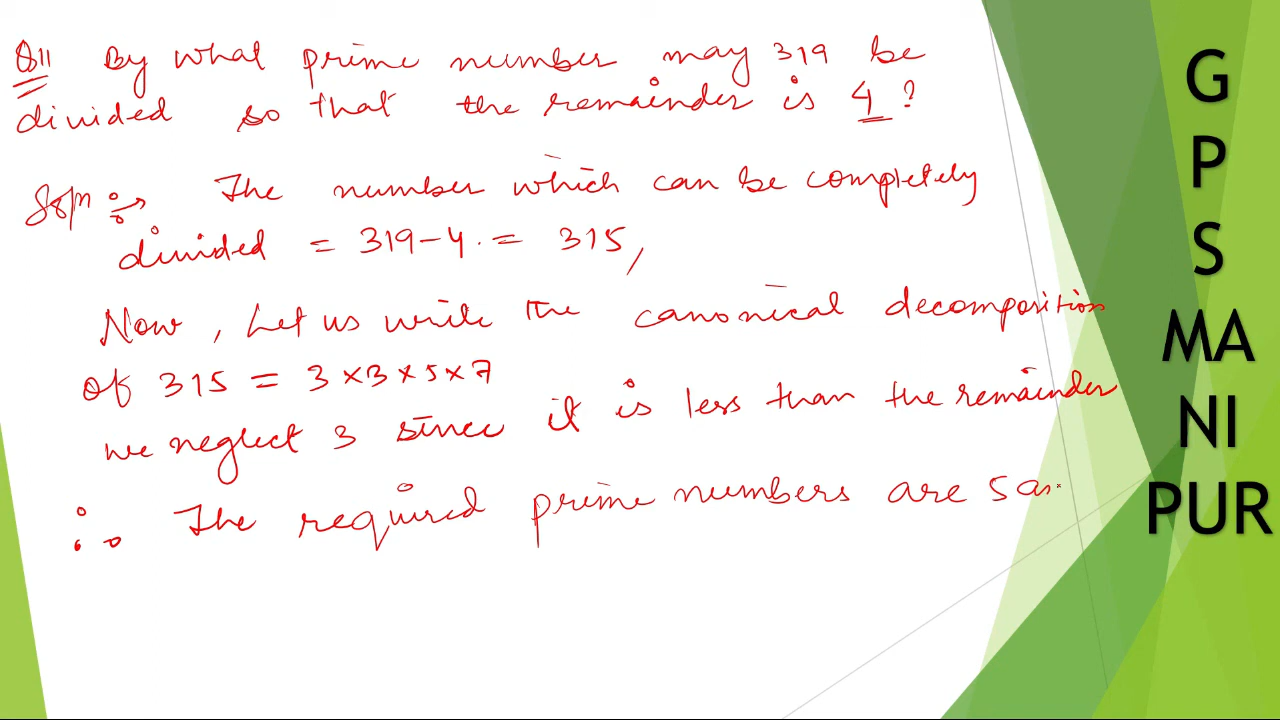 Q11 By what prime number may 319 be
divided so that the remainder is 4?
Sol^n :→ The number which can be completely
divided = 319-4 = 315,
Now, Let us write the canonical decomposition
of 315 = 3×3×5×7
we neglect 3 since it is less than the remainder
∴ The required prime numbers are 5 an
G
P
S
MA
NI
PUR